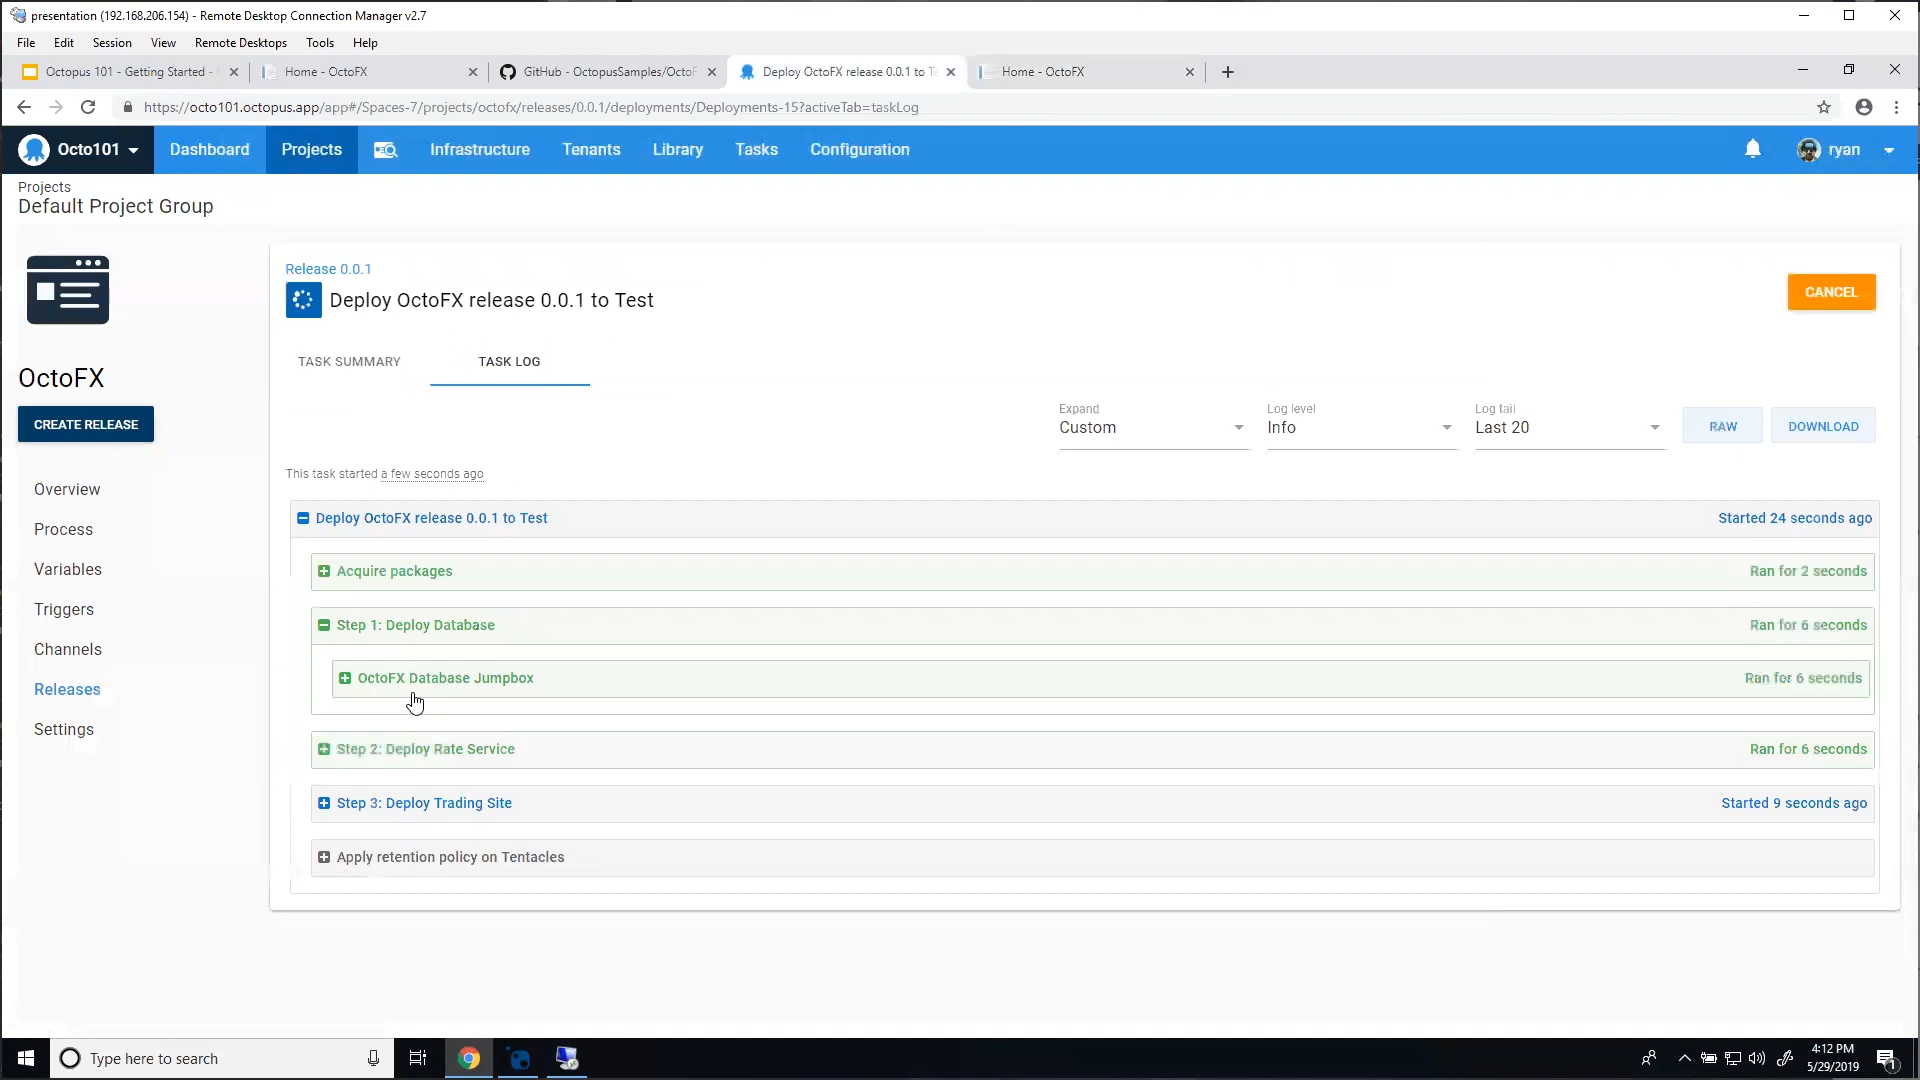 presentation (192.168.206.154) - Remote Desktop Connection Manager v2.7
File Edit Session View Remote Desktops Tools Help
Octopus 101 - Getting Started - Home - OctoFX GitHub - OctopusSamples/OctoF Deploy OctoFX release 0.0.1 to Te Home - OctoFX
https://octo101.octopus.app/app#/Spaces-7/projects/octofx/releases/0.0.1/deployments/Deployments-15?activeTab=taskLog
Octo101 Dashboard Projects Infrastructure Tenants Library Tasks Configuration ryan
Projects
Default Project Group
Release 0.0.1
Deploy OctoFX release 0.0.1 to Test
CANCEL
TASK SUMMARY TASK LOG
OctoFX
CREATE RELEASE
Overview
Process
Variables
Triggers
Channels
Releases
Settings
Expand Log level Log tail
Custom Info Last 20 RAW DOWNLOAD
This task started a few seconds ago
Deploy OctoFX release 0.0.1 to Test Started 24 seconds ago
Acquire packages Ran for 2 seconds
Step 1: Deploy Database Ran for 6 seconds
OctoFX Database Jumpbox Ran for 6 seconds
Step 2: Deploy Rate Service Ran for 6 seconds
Step 3: Deploy Trading Site Started 9 seconds ago
Apply retention policy on Tentacles
Type here to search
4:12 PM
5/29/2019
1